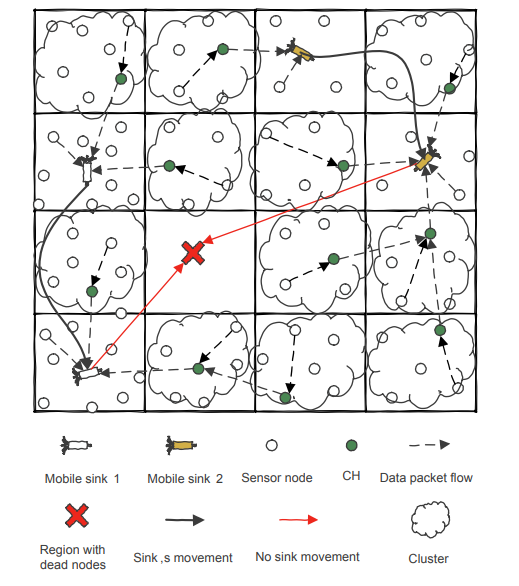 Mobile sink 1
Mobile sink 2
Sensor node
CH
Data packet flow
Region with
dead nodes
Sink ,s movement
No sink movement
Cluster